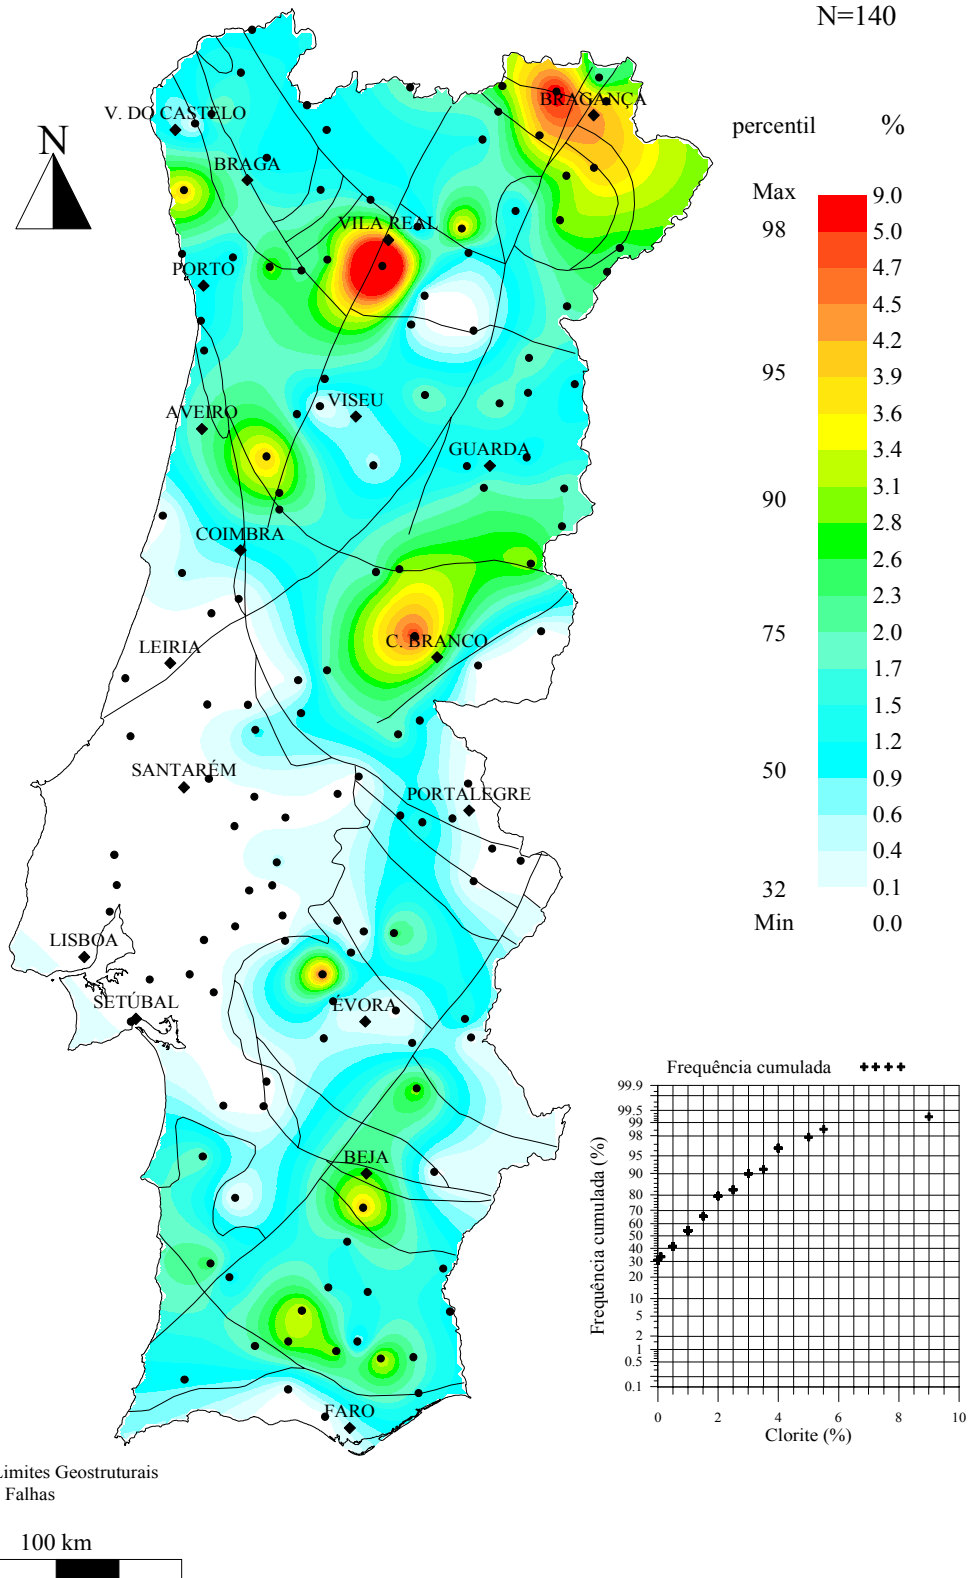 N=140
percentil %
Max
98
95
90
75
50
32
Min
9.0
5.0
4.7
4.5
4.2
3.9
3.6
3.4
3.1
2.8
2.6
2.3
2.0
1.7
1.5
1.2
0.9
0.6
0.4
0.1
0.0
N
V. DO CASTELO
BRAGANÇA
BRAGA
VILA REAL
PORTO
AVEIRO
VISEU
GUARDA
COIMBRA
LEIRIA
C. BRANCO
SANTARÉM
PORTALEGRE
LISBOA
SETÚBAL
ÉVORA
BEJA
FARO
Frequência cumulada
Frequência cumulada (%)
99.9
99.5
99
98
95
90
80
70
60
50
40
30
20
10
5
2
1
0.5
0.1
0 2 4 6 8 10
Clorite (%)
Limites Geostruturais
Falhas
100 km